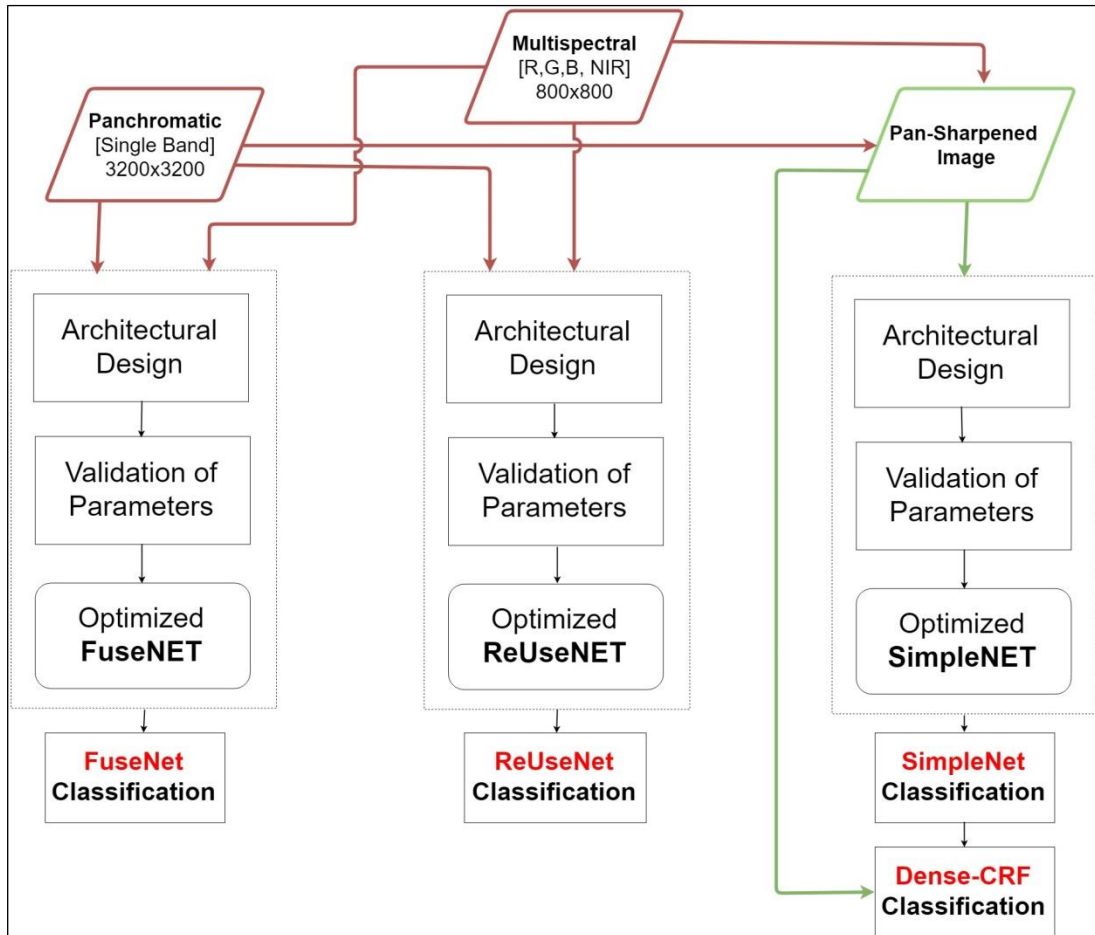 Multispectral
[R,G,B, NIR]
800x800
Panchromatic
[Single Band]
3200x3200
Pan-Sharpened
Image
Architectural
Design
Validation of
Parameters
Optimized
FuseNET
FuseNet
Classification
Architectural
Design
Validation of
Parameters
Optimized
ReUseNET
ReUseNet
Classification
Architectural
Design
Validation of
Parameters
Optimized
SimpleNET
SimpleNet
Classification
Dense-CRF
Classification